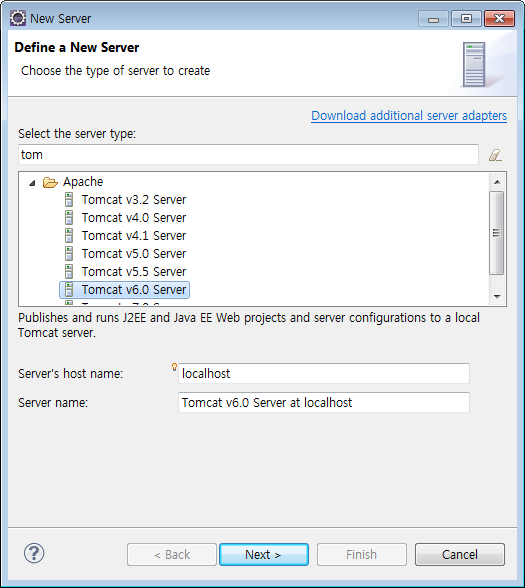 New Server
Define a New Server
Choose the type of server to create
Download additional server adapters
Select the server type:
tom
Apache
Tomcat v3.2 Server
Tomcat v4.0 Server
Tomcat v4.1 Server
Tomcat v5.0 Server
Tomcat v5.5 Server
Tomcat v6.0 Server
Publishes and runs J2EE and Java EE Web projects and server configurations to a local
Tomcat server.
Server's host name:
localhost
Server name:
Tomcat v6.0 Server at localhost
?
< Back
Next >
Finish
Cancel